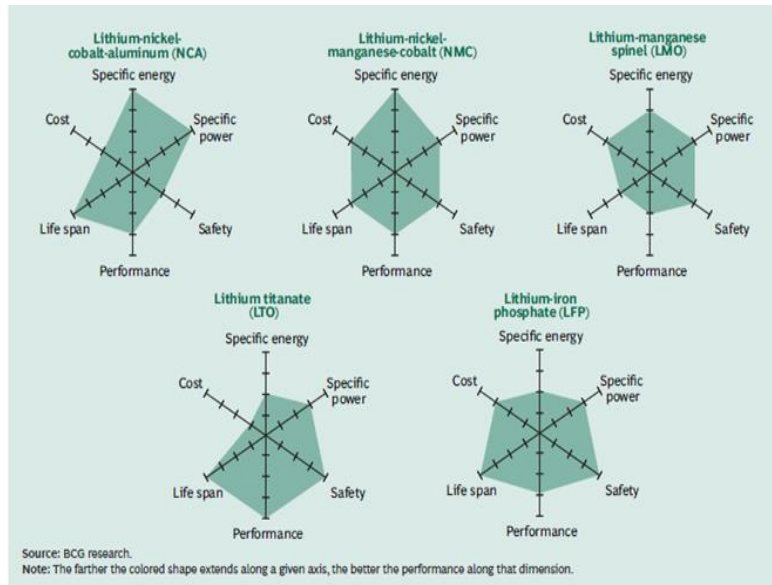 Lithium-nickel-
cobalt-aluminum (NCA)
Specific energy
Cost
Specific
power
Life span
Safety
Performance
Lithium-nickel-
manganese-cobalt (NMC)
Specific energy
Cost
Specific
power
Life span
Safety
Performance
Lithium-manganese
spinel (LMO)
Specific energy
Cost
Specific
power
Life span
Safety
Performance
Lithium titanate
(LTO)
Specific energy
Cost
Specific
power
Life span
Safety
Performance
Lithium-iron
phosphate (LFP)
Specific energy
Cost
Specific
power
Life span
Safety
Performance
Source: BCG research.
Note: The farther the colored shape extends along a given axis, the better the performance along that dimension.